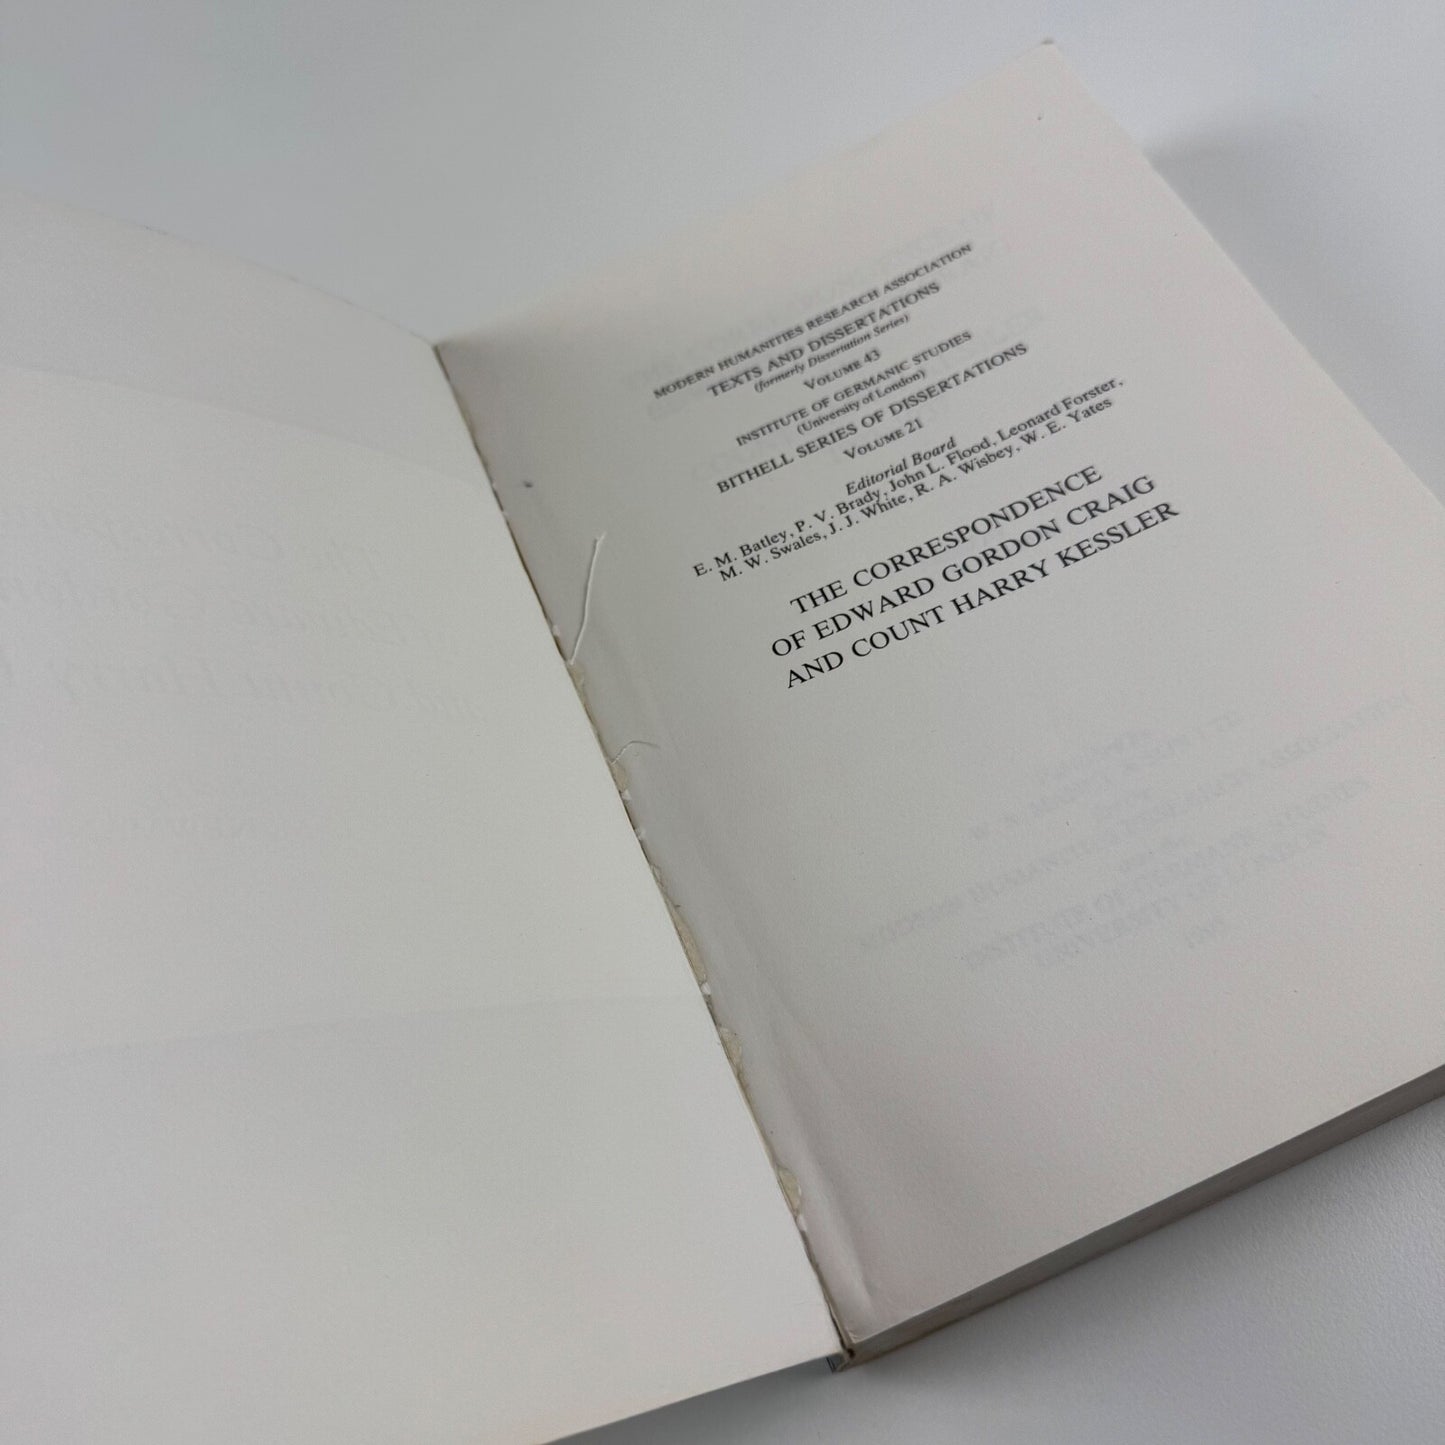 MODERN HUMANITIES RESEARCH ASSOCIATION
TEXTS AND DISSERTATIONS
(formerly Dissertation Series)
VOLUME 43
INSTITUTE OF GERMANIC STUDIES
(University of London)
BITHELL SERIES OF DISSERTATIONS
VOLUME 21
Editorial Board
E. M. Batley, P. V. Brady, John L. Flood, Leonard Forster,
M. W. Swales, J. J. White, R. A. Wisbey, W. E. Yates
THE CORRESPONDENCE
OF EDWARD GORDON CRAIG
AND COUNT HARRY KESSLER